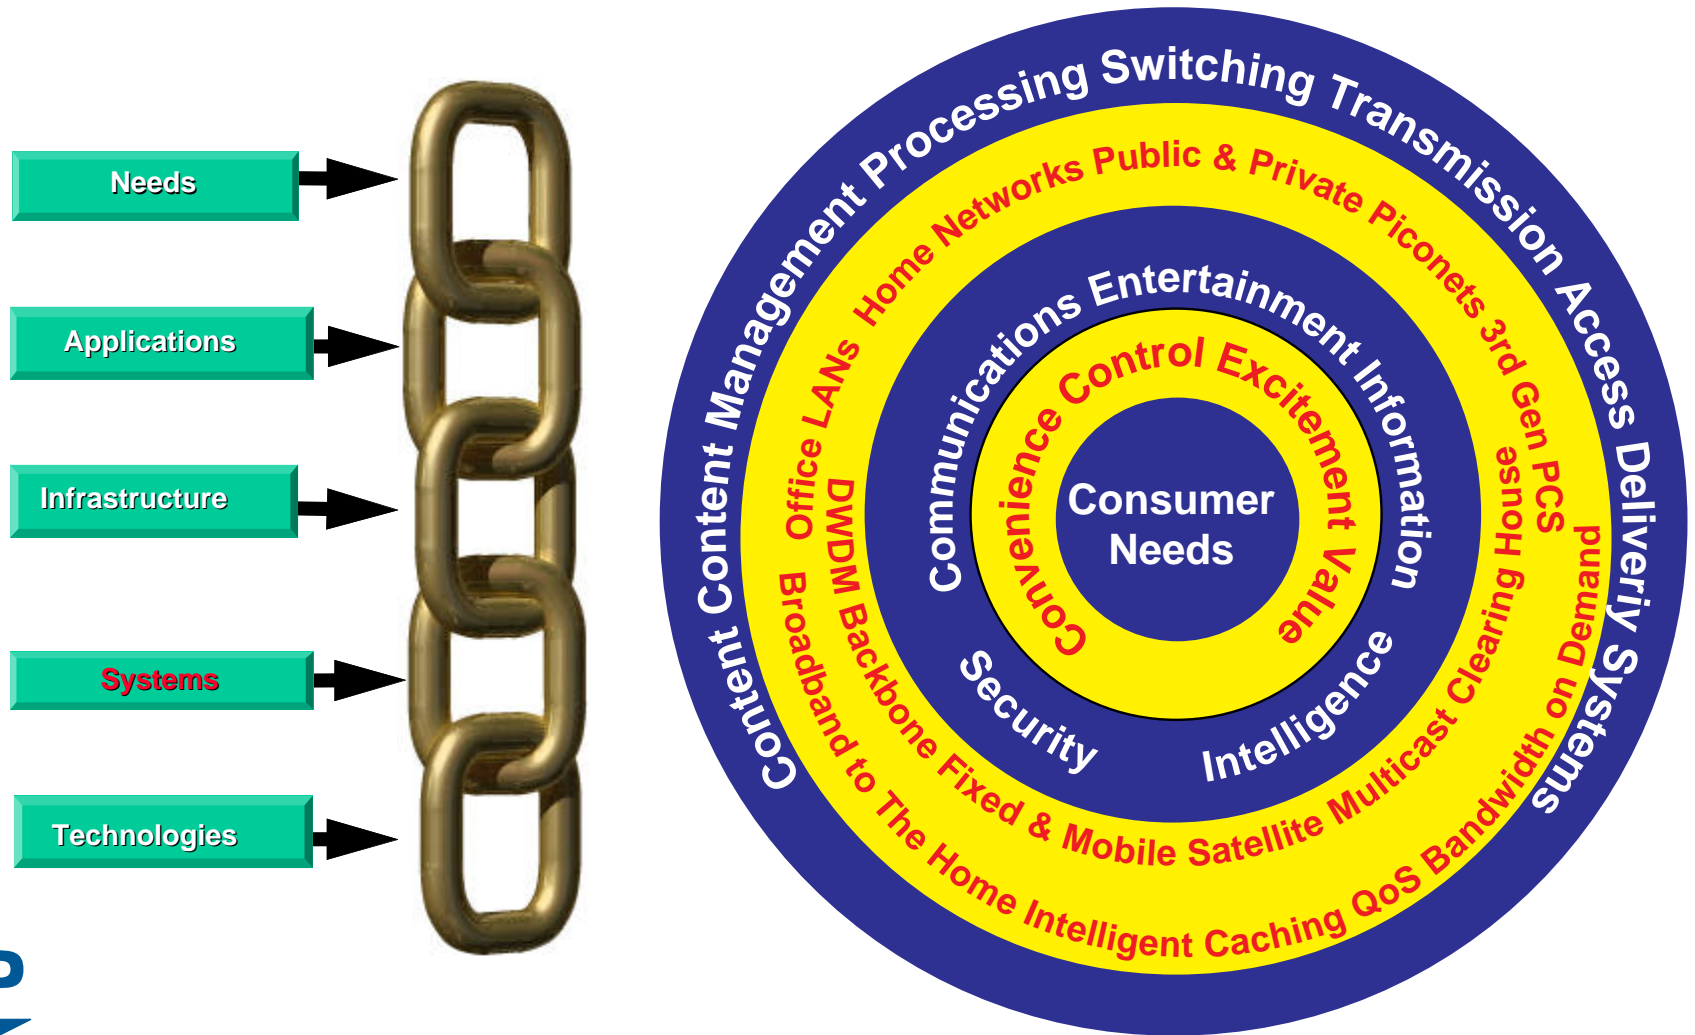 Needs
Applications
Infrastructure
Systems
Technologies
Content Content Management Processing Switching Transmission Access Deliveriy Systems
Office LANs Home Networks Public & Private Piconets 3rd Gen PCS
DWDM Backbone Fixed & Mobile Satellite Multicast Clearing House
Broadband to The Home Intelligent Caching QoS Bandwidth on Demand
Communications Entertainment Information
Security Intelligence
Convenience Control Excitement Value
Consumer
Needs